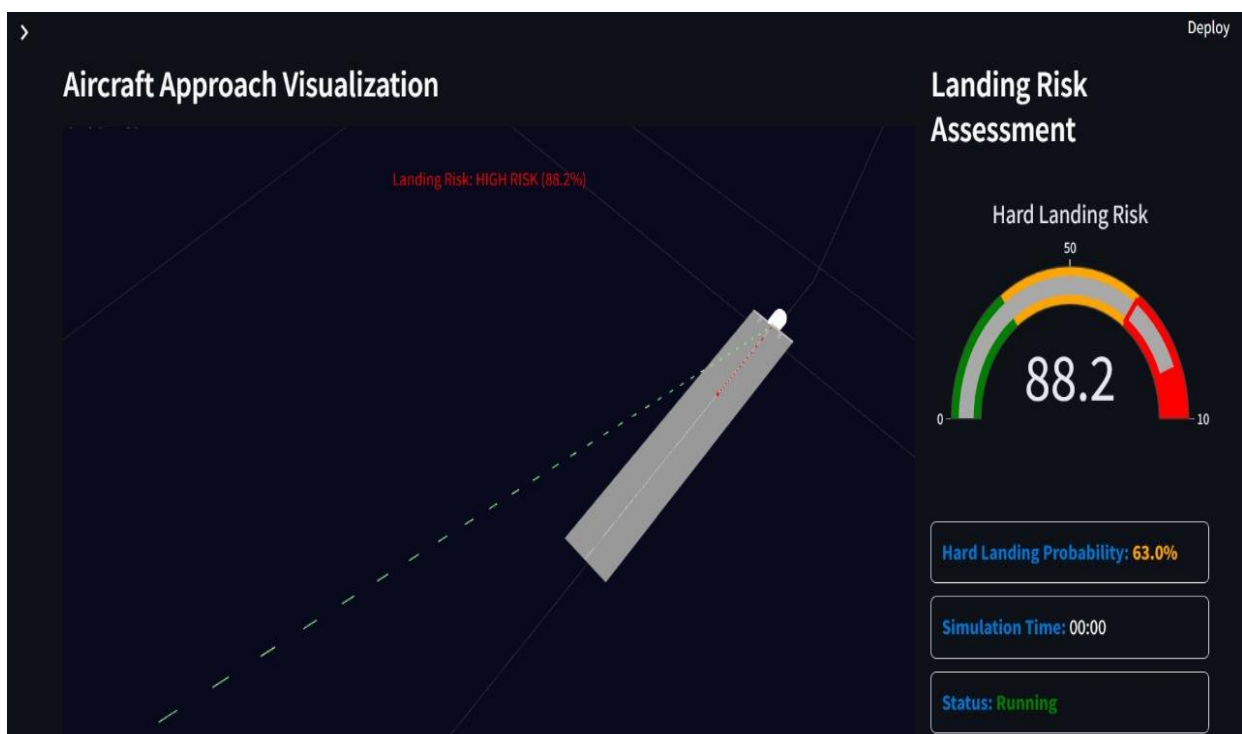 Deploy
Aircraft Approach Visualization
Landing Risk: HIGH RISK (88.2%)
Landing Risk
Assessment
Hard Landing Risk
50
88.2
0
10
Hard Landing Probability: 63.0%
Simulation Time: 00:00
Status: Running